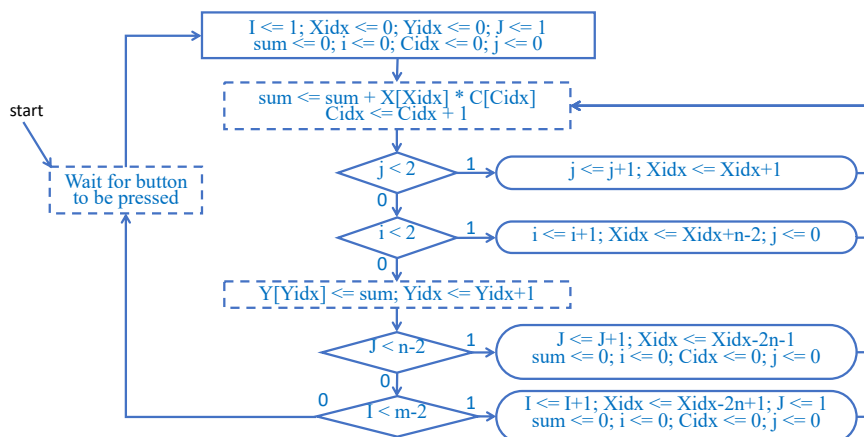 I <= 1; Xidx <= 0; Yidx <= 0; J <= 1
sum <= 0; i <= 0; Cidx <= 0; j <= 0
sum <= sum + X[Xidx] * C[Cidx]
Cidx <= Cidx + 1
start
j < 2
1
j <= j+1; Xidx <= Xidx+1
Wait for button
to be pressed
0
i < 2
1
i <= i+1; Xidx <= Xidx+n-2; j <= 0
0
Y[Yidx] <= sum; Yidx <= Yidx+1
J < n-2
1
J <= J+1; Xidx <= Xidx-2n-1
sum <= 0; i <= 0; Cidx <= 0; j <= 0
0
0
I < m-2
1
I <= I+1; Xidx <= Xidx-2n+1; J <= 1
sum <= 0; i <= 0; Cidx <= 0; j <= 0